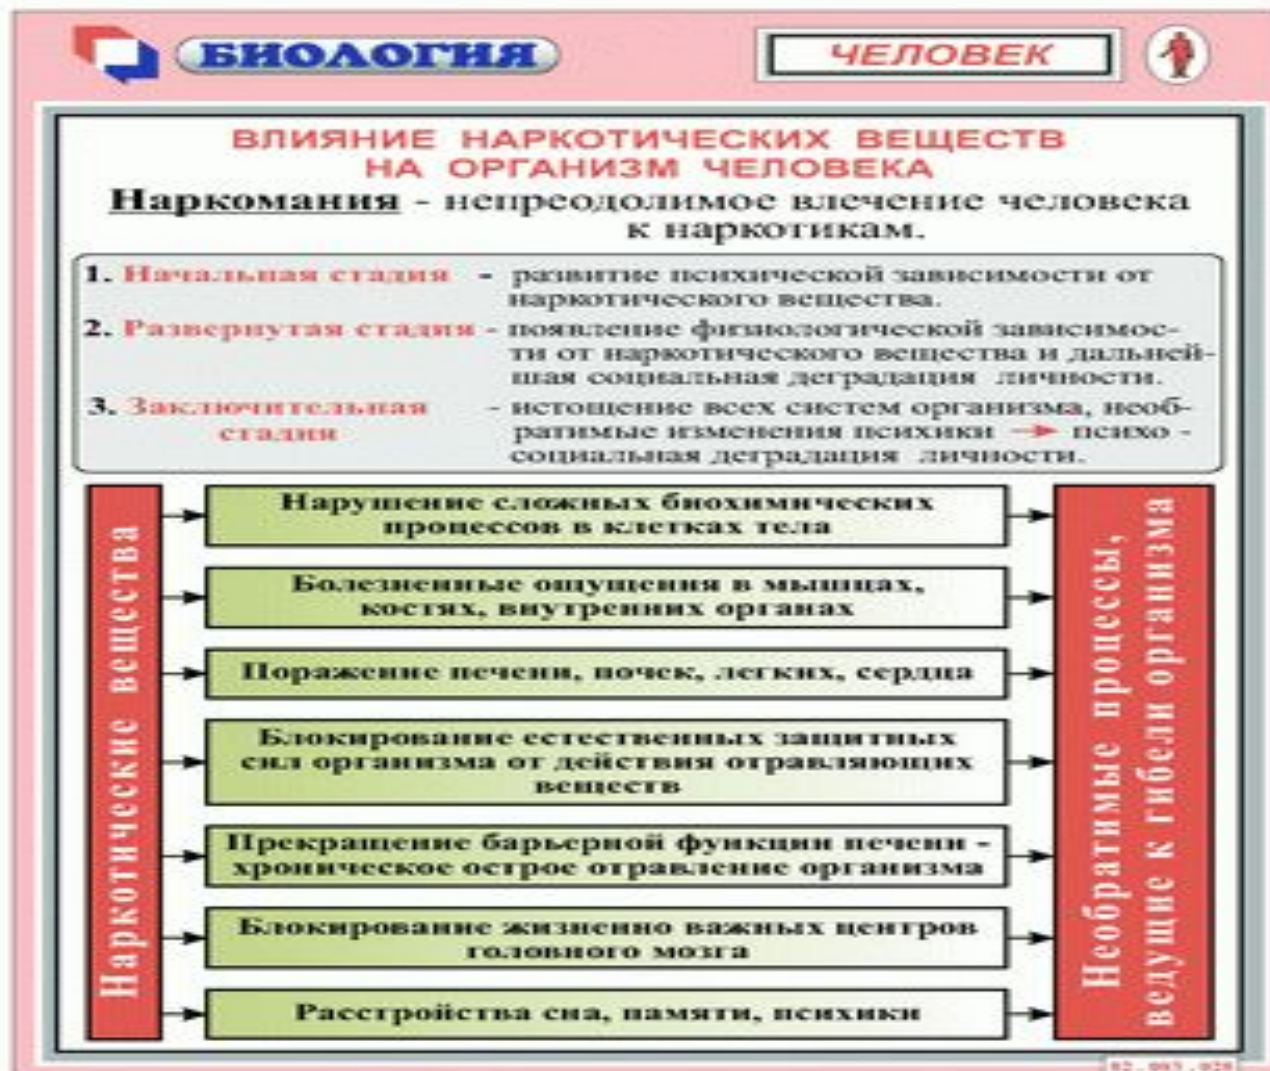 БИОЛОГИЯ
ЧЕЛОВЕК
ВЛИЯНИЕ НАРКОТИЧЕСКИХ ВЕЩЕСТВ
НА ОРГАНИЗМ ЧЕЛОВЕКА
Наркомания - непреодолимое влечение человека
к наркотикам.
1. Начальная стадия - развитие психической зависимости от
наркотического вещества.
2. Развернутая стадия - появление физиологической зависимос-
ти от наркотического вещества и дальней-
шая социальная деградация личности.
3. Заключительная - истощение всех систем организма, необ-
стадия ратимые изменения психики → психо -
социальная деградация личности.
Наркотические вещества
Нарушение сложных биохимических
процессов в клетках тела
Болезненные ощущения в мышцах,
костях, внутренних органах
Поражение печени, почек, легких, сердца
Блокирование естественных защитных
сил организма от действия отравляющих
веществ
Прекращение барьерной функции печени -
хроническое острое отравление организма
Блокирование жизненно важных центров
головного мозга
Расстройства сна, памяти, психики
Необратимые процессы,
ведущие к гибели организма